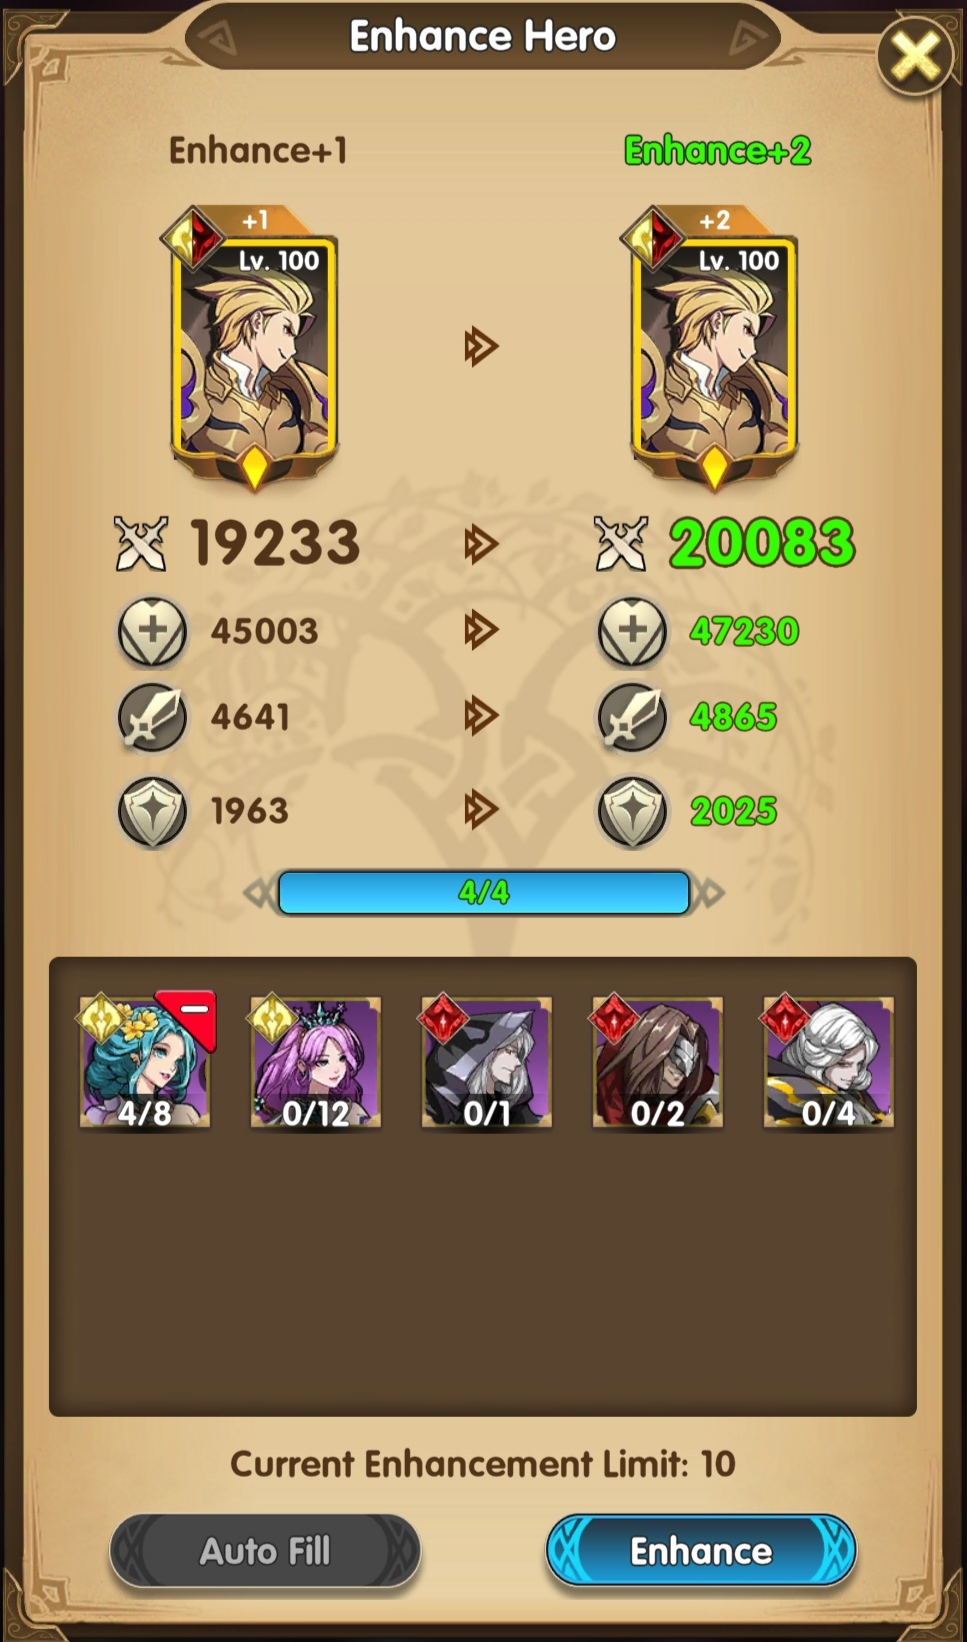 Enhance Hero
Enhance+1
Enhance+2
+1
Lv. 100
+2
Lv. 100
19233
20083
45003
47230
4641
4865
1963
2025
4/4
4/8
0/12
0/1
0/2
0/4
Current Enhancement Limit: 10
Auto Fill
Enhance